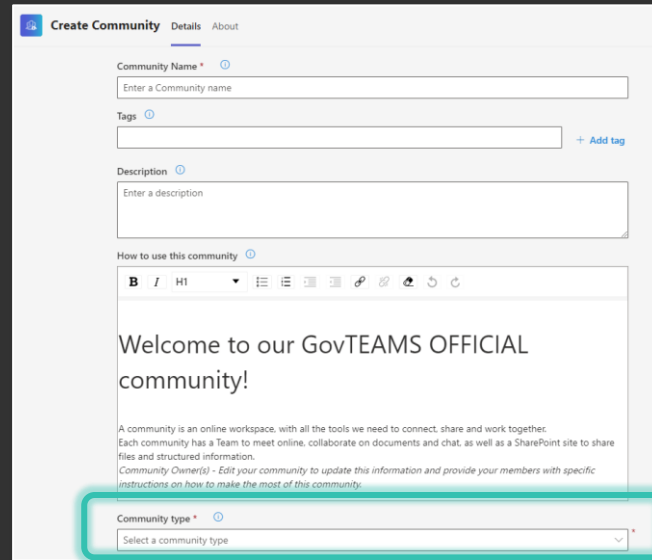 Create Community Details About
Community Name *
Enter a Community name
Tags
+ Add tag
Description
Enter a description
How to use this community
B I H1
Welcome to our GovTEAMS OFFICIAL
community!
A community is an online workspace, with all the tools we need to connect, share and work together.
Each community has a Team to meet online, collaborate on documents and chat, as well as a SharePoint site to share
files and structured information.
Community Owner(s) - Edit your community to update this information and provide your members with specific
instructions on how to make the most of this community.
Community type *
Select a community type *